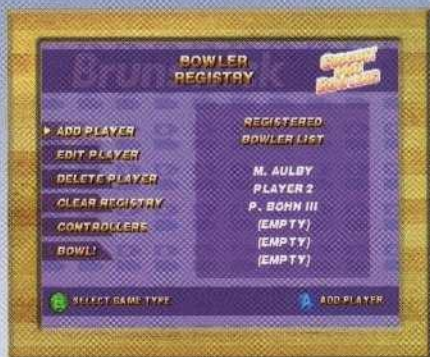 BOWLER
REGISTRY
ADD PLAYER
EDIT PLAYER
DELETE PLAYER
CLEAR REGISTRY
CONTROLLERS
BOWL!
REGISTERED
BOWLER LIST
M. AULBY
PLAYER 2
P. BOHN III
(EMPTY)
(EMPTY)
(EMPTY)
B SELECT GAME TYPE
A ADD PLAYER